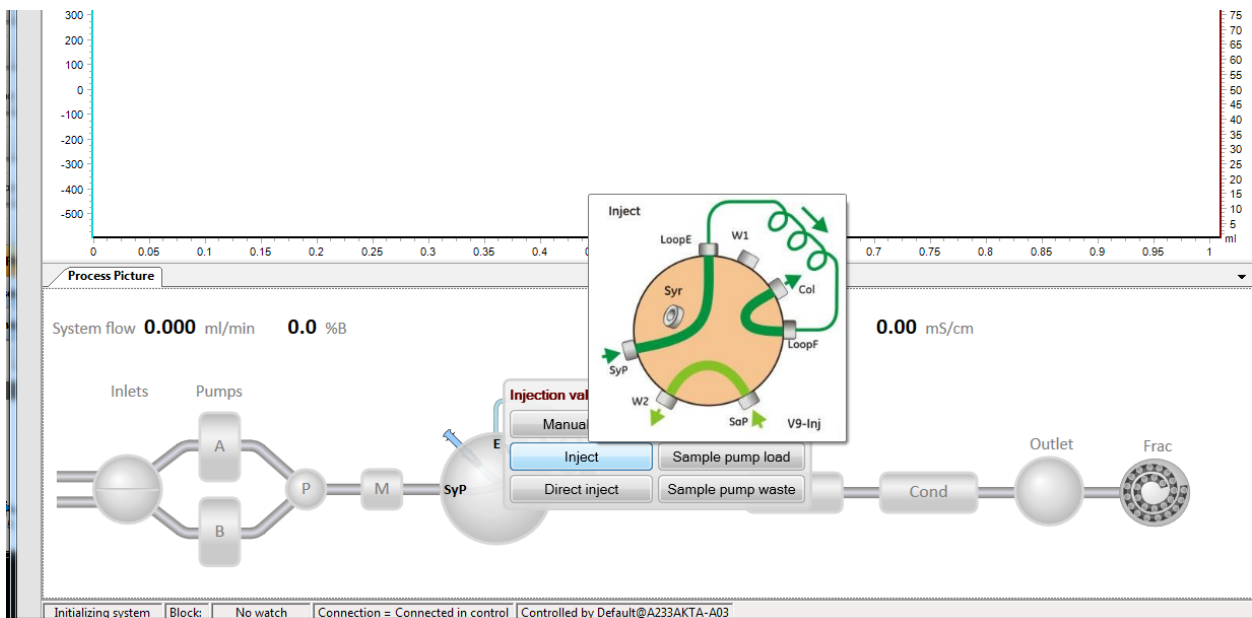 300
200
100
0
-100
-200
-300
-400
-500
75
70
65
60
55
50
45
40
35
30
25
20
15
10
5
ml
0 0.05 0.1 0.15 0.2 0.25 0.3 0.35 0.4 0.7 0.75 0.8 0.85 0.9 0.95 1
Process Picture
System flow 0.000 ml/min 0.0 %B 0.00 mS/cm
Inject
LoopE
W1
Syr
Col
LoopF
SyP
W2
SaP
V9-Inj
Inlets Pumps Outlet Frac
Injection val
Manual
Inject Sample pump load
Direct inject Sample pump waste
A
B
P
M
SyP
E
Cond
Initializing system Block: No watch Connection = Connected in control Controlled by Default@A233AKTA-A03